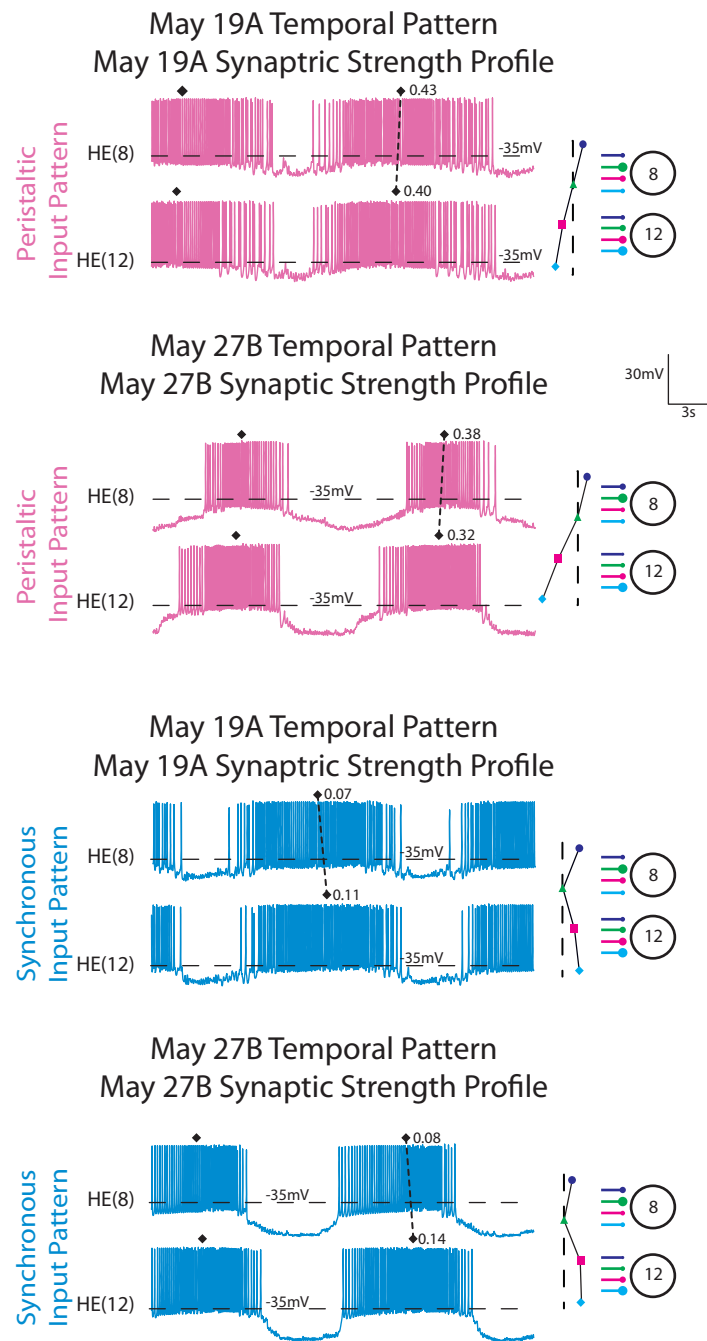 May 19A Temporal Pattern
May 19A Synaptric Strength Profile
Peristaltic
Input Pattern
HE(8)
0.43
-35mV
8
HE(12)
0.40
-35mV
12
May 27B Temporal Pattern
May 27B Synaptic Strength Profile
30mV
3s
Peristaltic
Input Pattern
HE(8)
0.38
-35mV
8
HE(12)
0.32
-35mV
12
May 19A Temporal Pattern
May 19A Synaptric Strength Profile
Synchronous
Input Pattern
HE(8)
0.07
-35mV
8
HE(12)
0.11
-35mV
12
May 27B Temporal Pattern
May 27B Synaptic Strength Profile
Synchronous
Input Pattern
HE(8)
0.08
-35mV
8
HE(12)
0.14
-35mV
12